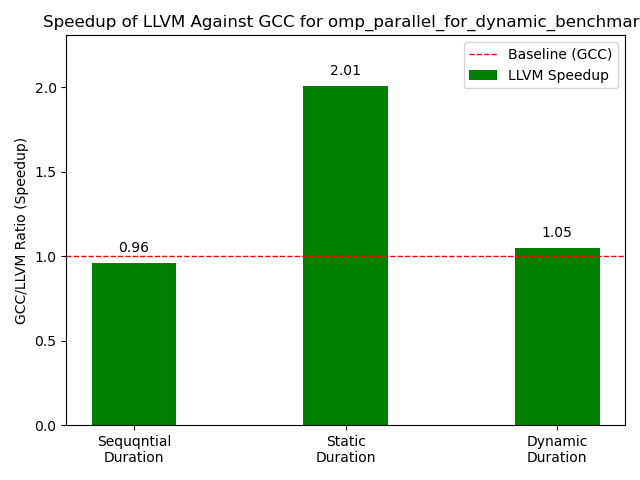 Speedup of LLVM Against GCC for omp_parallel_for_dynamic_benchmar
Baseline (GCC)
LLVM Speedup
GCC/LLVM Ratio (Speedup)
2.0
1.5
1.0
0.5
0.0
0.96
2.01
1.05
Sequqntial
Duration
Static
Duration
Dynamic
Duration